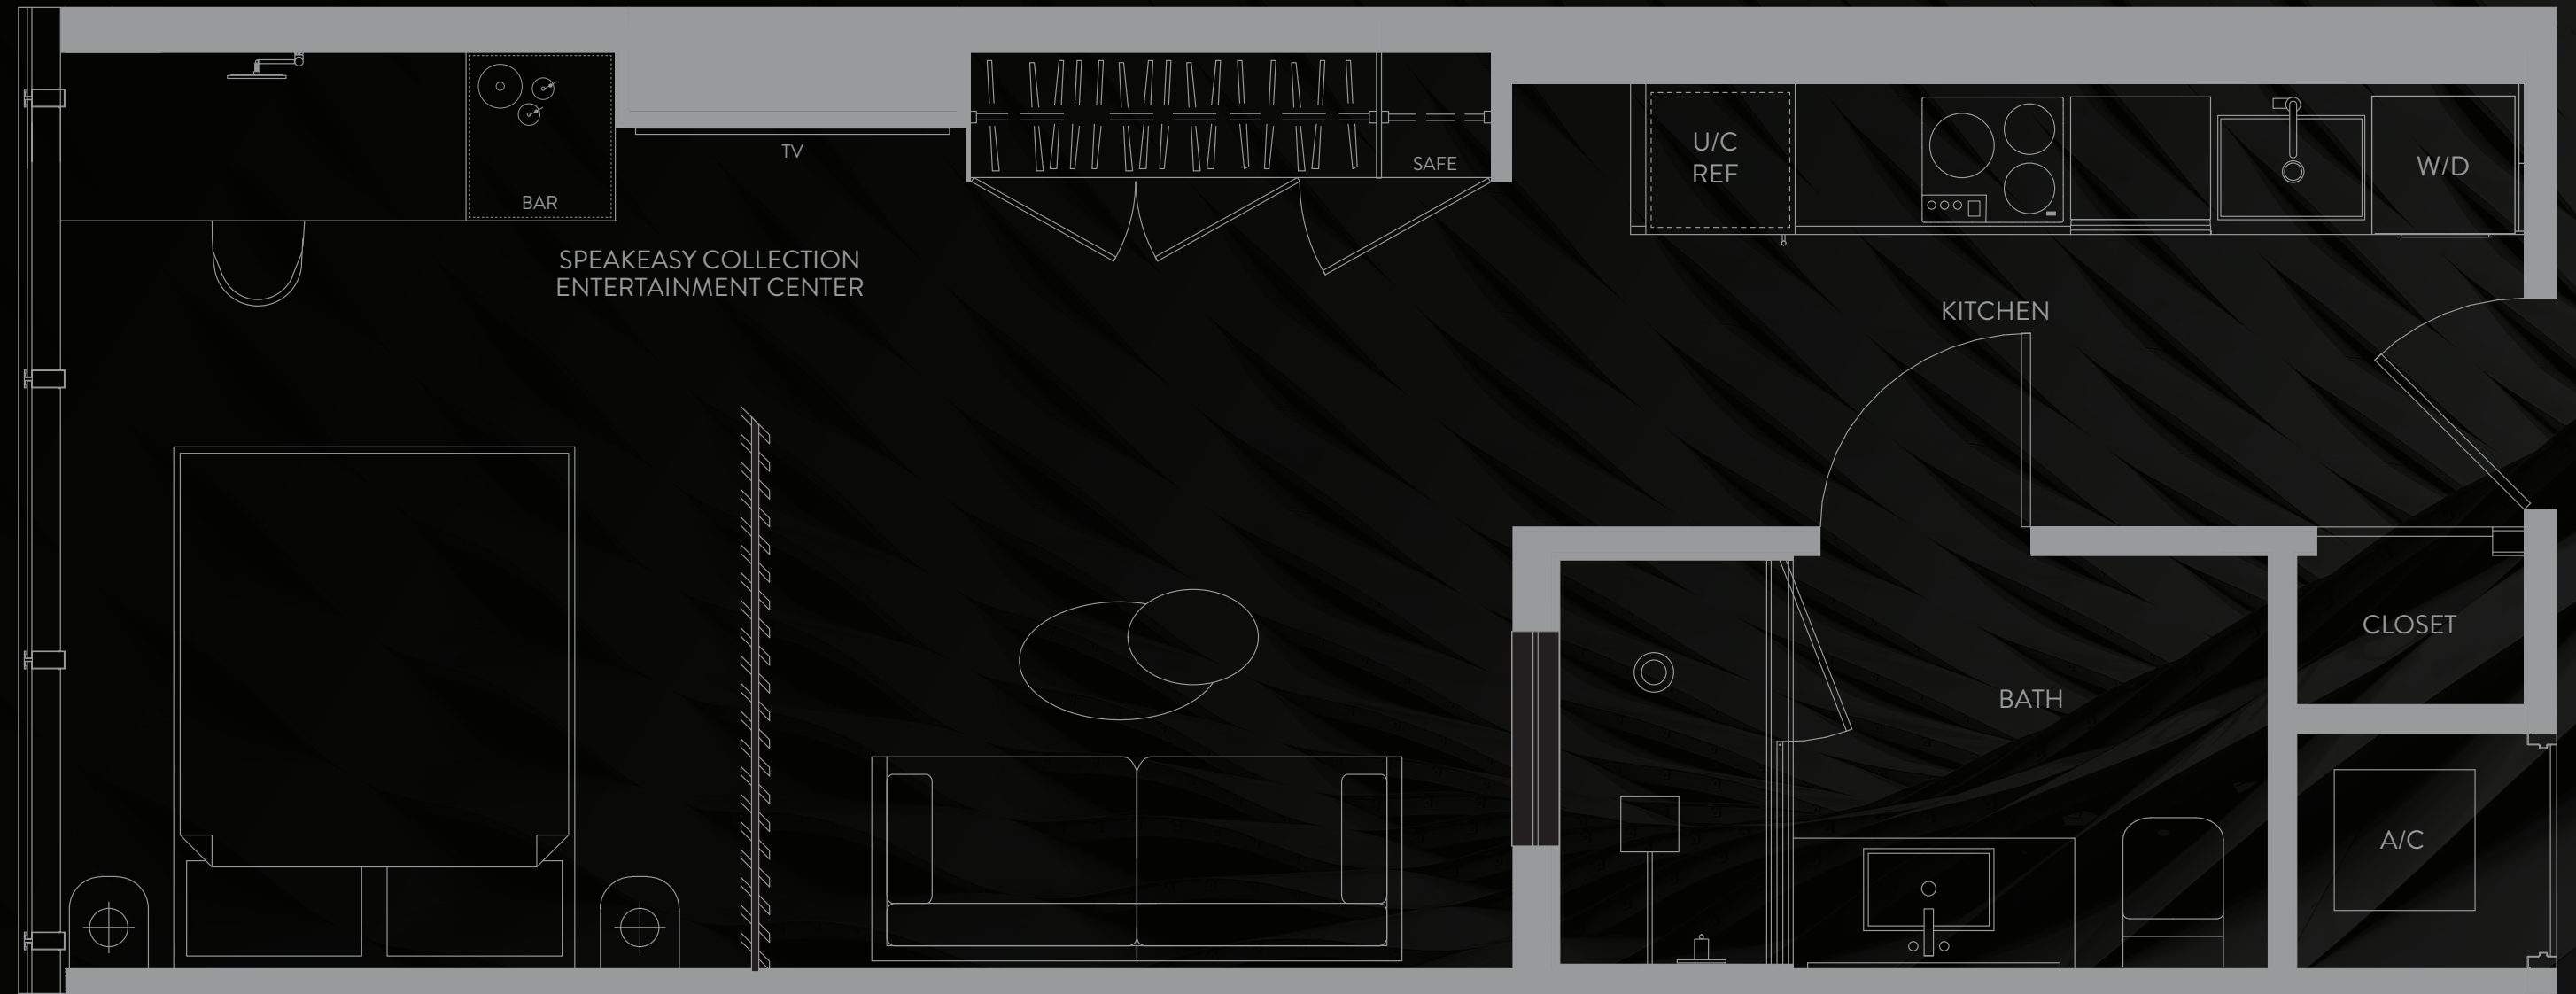 TV
SAFE
BAR
U/C
REF
W/D
SPEAKEASY COLLECTION
ENTERTAINMENT CENTER
KITCHEN
CLOSET
BATH
A/C